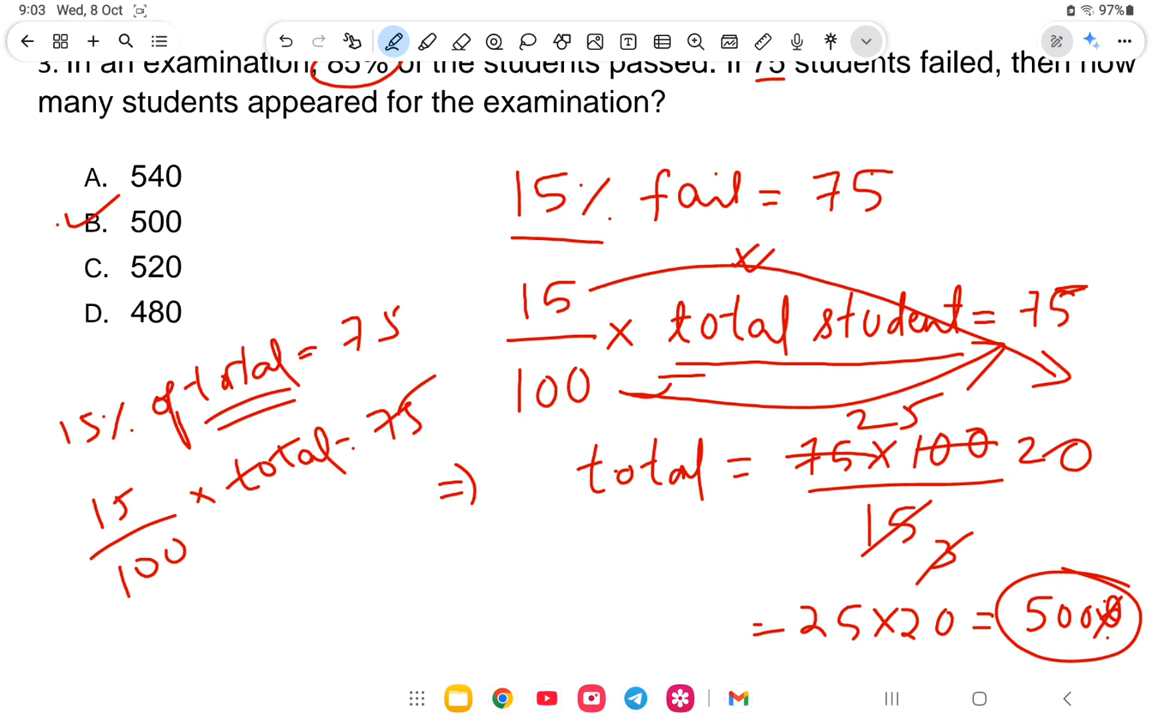 9:03 Wed, 8 Oct
97%
3. In an examination, 85% of the students passed. If 75 students failed, then how
many students appeared for the examination?
A. 540
B. 500
C. 520
D. 480
15% fail = 75
15/100 × total student = 75
15% of total = 75
15/100 × total = 75
⇒
25
total = 75 × 100 20
15 3
= 25 × 20 = 500